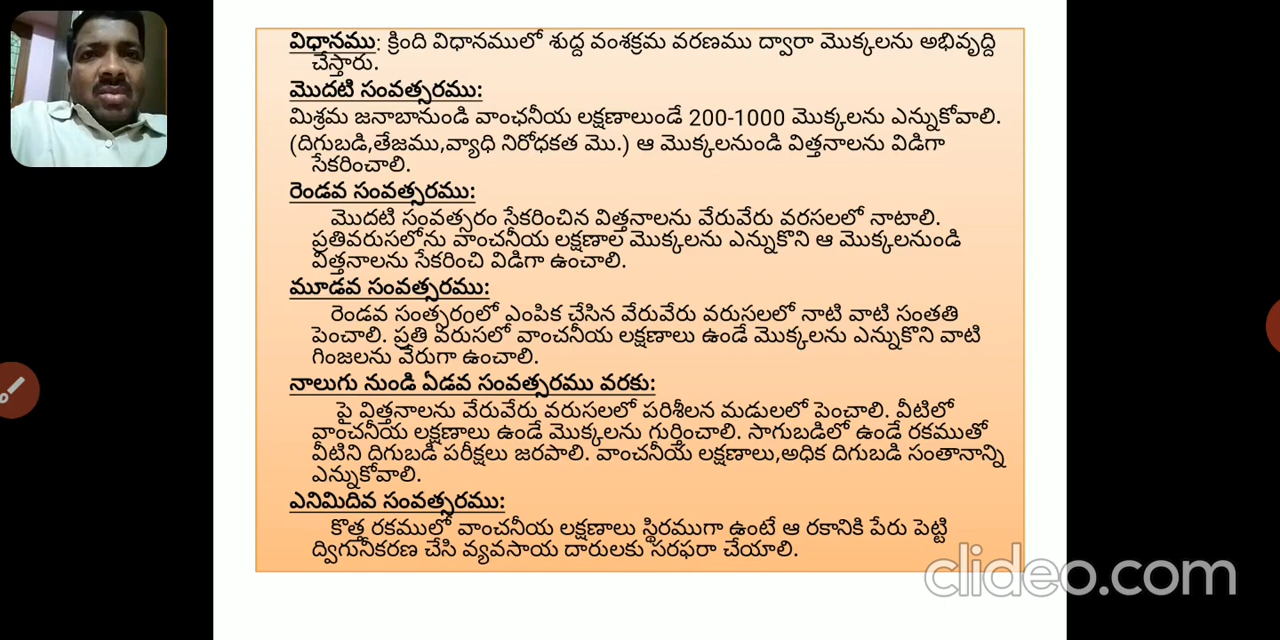 విధానము: క్రింది విధానములో శుద్ద వంశక్రమ వరణము ద్వారా మొక్కలను అభివృద్ది
చేస్తారు.
మొదటి సంవత్సరము:
మిశ్రమ జనాబానుండి వాంఛనీయ లక్షణాలుండే 200-1000 మొక్కలను ఎన్నుకోవాలి.
(దిగుబడి,తేజము,వ్యాధి నిరోధకత మొ.) ఆ మొక్కలనుండి విత్తనాలను విడిగా
సేకరించాలి.
రెండవ సంవత్సరము:
మొదటి సంవత్సరం సేకరించిన విత్తనాలను వేరువేరు వరసలలో నాటాలి.
ప్రతివరుసలోను వాంచనీయ లక్షణాల మొక్కలను ఎన్నుకొని ఆ మొక్కలనుండి
విత్తనాలను సేకరించి విడిగా ఉంచాలి.
మూడవ సంవత్సరము:
రెండవ సంత్సరంలో ఎంపిక చేసిన వేరువేరు వరుసలలో నాటి వాటి సంతతి
పెంచాలి. ప్రతి వరుసలో వాంచనీయ లక్షణాలు ఉండే మొక్కలను ఎన్నుకొని వాటి
గింజలను వేరుగా ఉంచాలి.
నాలుగు నుండి ఏడవ సంవత్సరము వరకు:
పై విత్తనాలను వేరువేరు వరుసలలో పరిశీలన మడులలో పెంచాలి. వీటిలో
వాంచనీయ లక్షణాలు ఉండే మొక్కలను గుర్తించాలి. సాగుబడిలో ఉండే రకముతో
వీటిని దిగుబడి పరీక్షలు జరపాలి. వాంచనీయ లక్షణాలు,అధిక దిగుబడి సంతానాన్ని
ఎన్నుకోవాలి.
ఎనిమిదివ సంవత్సరము:
కొత్త రకములో వాంచనీయ లక్షణాలు స్థిరముగా ఉంటే ఆ రకానికి పేరు పెట్టి
ద్విగునీకరణ చేసి వ్యవసాయ దారులకు సరఫరా చేయాలి.
clideo.com